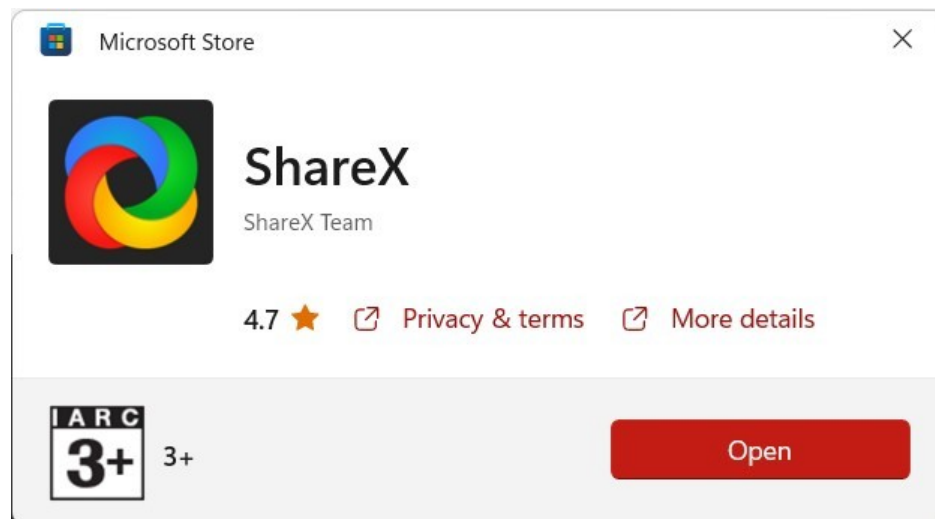 Microsoft Store
ShareX
ShareX Team
4.7 Privacy & terms More details
IARC
3+ 3+
Open